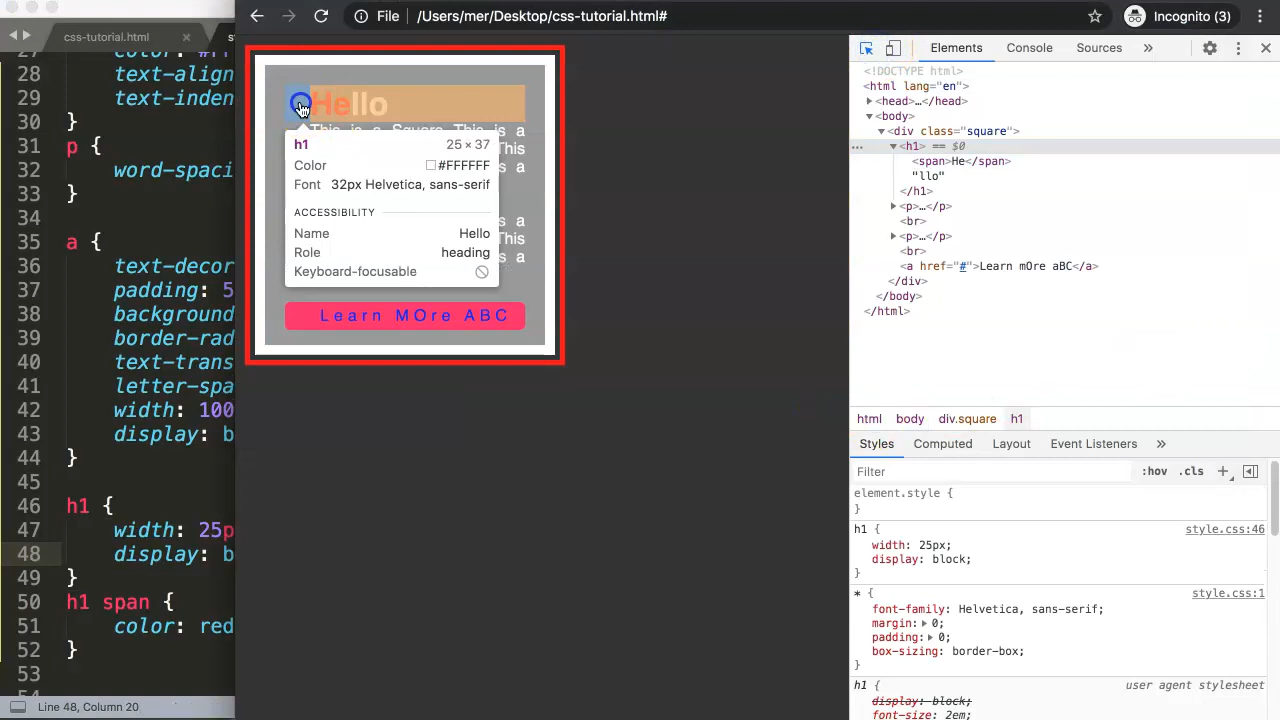 File /Users/mer/Desktop/css-tutorial.html# Incognito (3)
css-tutorial.html
28 text-align
29 text-inden
30 }
31 p {
32 word-spaci
33 }
34
35 a {
36 text-decor
37 padding: 5
38 background
39 border-rad
40 text-trans
41 letter-spa
42 width: 100
43 display: b
44 }
45
46 h1 {
47 width: 25p
48 display: b
49 }
50 h1 span {
51 color: red
52 }
53
Line 48, Column 20
Hello
This is a Square This is a
This
s a
h1 25 × 37
Color #FFFFFF
Font 32px Helvetica, sans-serif
ACCESSIBILITY
Name Hello
Role heading
Keyboard-focusable
s a
This
s a
Learn MOre ABC
Elements Console Sources »
<!DOCTYPE html>
<html lang="en">
<head>…</head>
<body>
<div class="square">
… <h1> == $0
<span>He</span>
"llo"
</h1>
<p>…</p>
<br>
<p>…</p>
<br>
<a href="#">Learn mOre aBC</a>
</div>
</body>
</html>
html body div.square h1
Styles Computed Layout Event Listeners »
Filter :hov .cls +
element.style {
}
h1 { style.css:46
width: 25px;
display: block;
}
* { style.css:1
font-family: Helvetica, sans-serif;
margin: 0;
padding: 0;
box-sizing: border-box;
}
h1 { user agent stylesheet
display: block;
font-size: 2em;